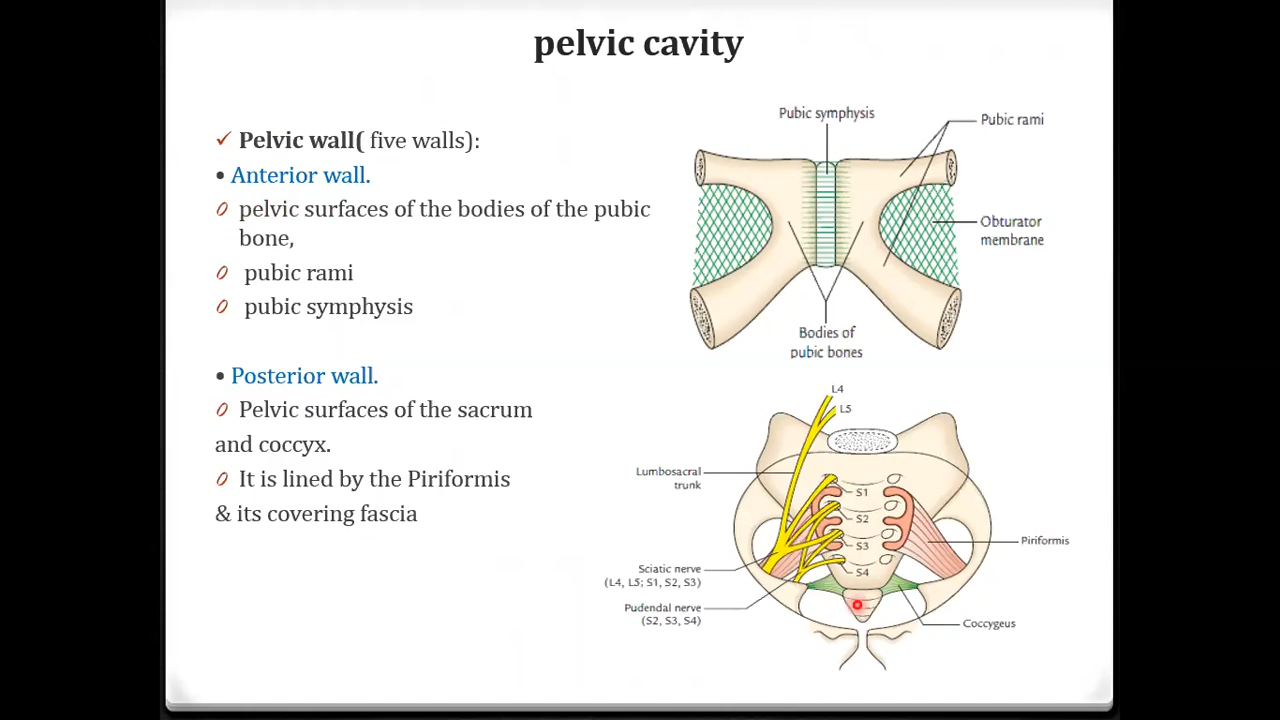 pelvic cavity
✓ Pelvic wall( five walls):
• Anterior wall.
0 pelvic surfaces of the bodies of the pubic
bone,
0 pubic rami
0 pubic symphysis
• Posterior wall.
0 Pelvic surfaces of the sacrum
and coccyx.
0 It is lined by the Piriformis
& its covering fascia
Pubic symphysis
Pubic rami
Obturator
membrane
Bodies of
pubic bones
L4
L5
Lumbosacral
trunk
S1
S2
S3
S4
Piriformis
Sciatic nerve
(L4, L5; S1, S2, S3)
Pudendal nerve
(S2, S3, S4)
Coccygeus